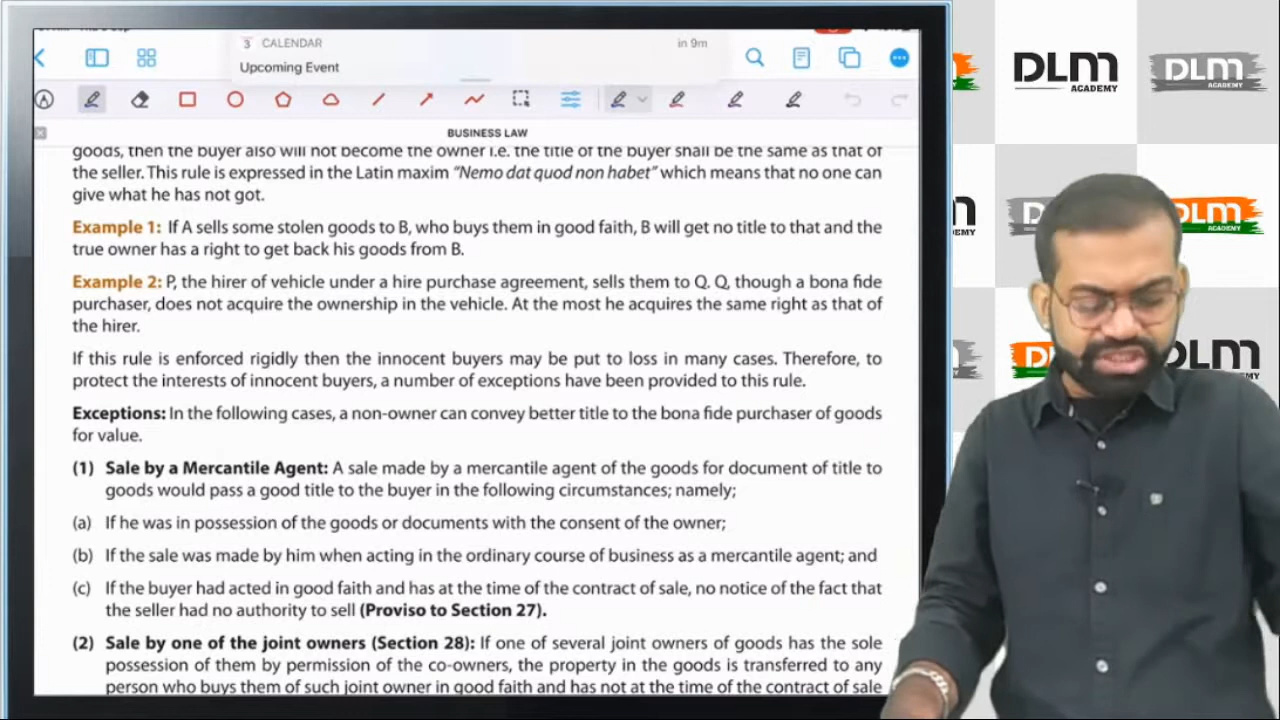 3 CALENDAR
in 9m
Upcoming Event
BUSINESS LAW
goods, then the buyer also will not become the owner i.e. the title of the buyer shall be the same as that of
the seller. This rule is expressed in the Latin maxim “Nemo dat quod non habet” which means that no one can
give what he has not got.
Example 1: If A sells some stolen goods to B, who buys them in good faith, B will get no title to that and the
true owner has a right to get back his goods from B.
Example 2: P, the hirer of vehicle under a hire purchase agreement, sells them to Q. Q, though a bona fide
purchaser, does not acquire the ownership in the vehicle. At the most he acquires the same right as that of
the hirer.
If this rule is enforced rigidly then the innocent buyers may be put to loss in many cases. Therefore, to
protect the interests of innocent buyers, a number of exceptions have been provided to this rule.
Exceptions: In the following cases, a non-owner can convey better title to the bona fide purchaser of goods
for value.
(1) Sale by a Mercantile Agent: A sale made by a mercantile agent of the goods for document of title to
goods would pass a good title to the buyer in the following circumstances; namely;
(a) If he was in possession of the goods or documents with the consent of the owner;
(b) If the sale was made by him when acting in the ordinary course of business as a mercantile agent; and
(c) If the buyer had acted in good faith and has at the time of the contract of sale, no notice of the fact that
the seller had no authority to sell (Proviso to Section 27).
(2) Sale by one of the joint owners (Section 28): If one of several joint owners of goods has the sole
possession of them by permission of the co-owners, the property in the goods is transferred to any
person who buys them of such joint owner in good faith and has not at the time of the contract of sale
DLM
ACADEMY
DLM
ACADEMY
DLM
ACADEMY